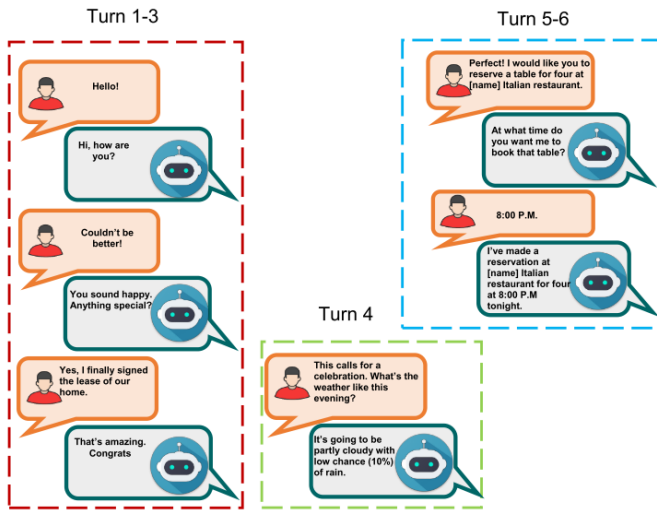 Turn 1-3
Hello!
Hi, how are
you?
Couldn't be
better!
You sound happy.
Anything special?
Yes, I finally signed
the lease of our
home.
That's amazing.
Congrats
Turn 4
This calls for a
celebration. What's the
weather like this
evening?
It's going to be
partly cloudy with
low chance (10%)
of rain.
Turn 5-6
Perfect! I would like you to
reserve a table for four at
[name] Italian restaurant.
At what time do
you want me to
book that table?
8:00 P.M.
I've made a
reservation at
[name] Italian
restaurant for four
at 8:00 P.M
tonight.